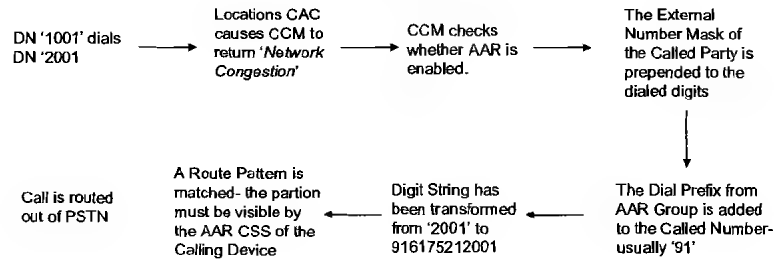 DN '1001' dials
DN '2001
Locations CAC
causes CCM to
return 'Network
Congestion'
CCM checks
whether AAR is
enabled.
The External
Number Mask of
the Called Party is
prepended to the
dialed digits
The Dial Prefix from
AAR Group is added
to the Called Number-
usually '91'
Digit String has
been transformed
from '2001' to
916175212001
A Route Pattern is
matched- the partion
must be visible by
the AAR CSS of the
Calling Device
Call is routed
out of PSTN